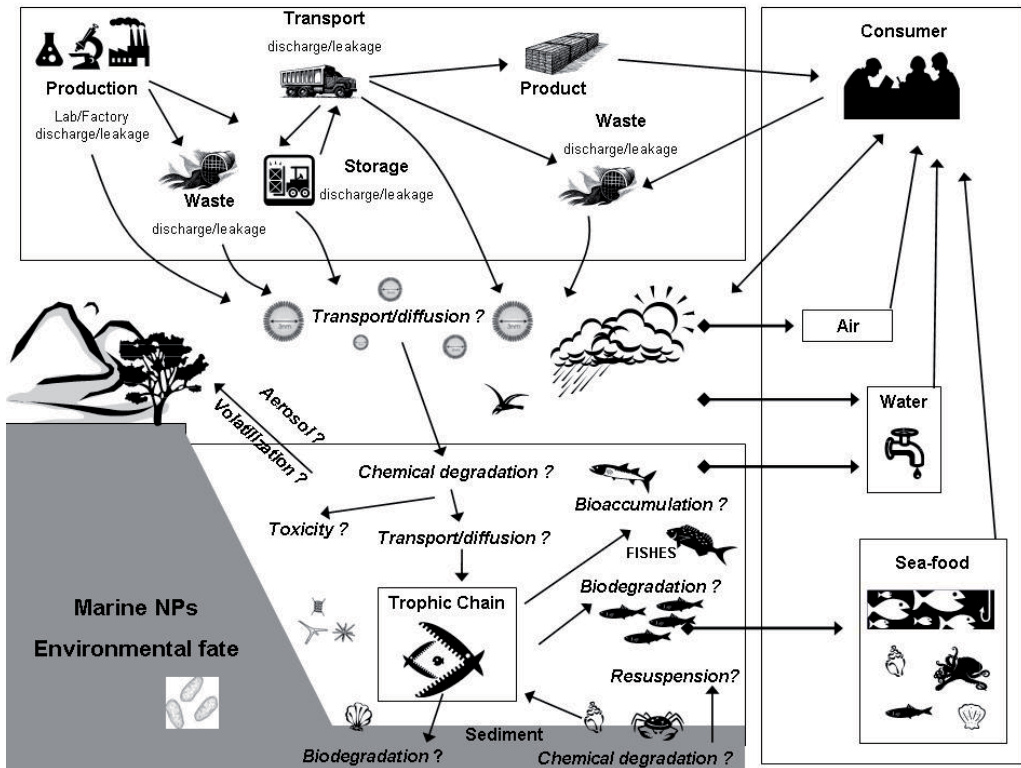 Transport
discharge/leakage
Production
Lab/Factory
discharge/leakage
Product
Consumer
Waste
discharge/leakage
Storage
discharge/leakage
Waste
discharge/leakage
3nm
Transport/diffusion ?
3nm
Air
Aerosol ?
Volatilization ?
Water
Chemical degradation ?
Bioaccumulation ?
Toxicity ?
Transport/diffusion ?
FISHES
Biodegradation ?
Sea-food
Trophic Chain
Marine NPs
Environmental fate
Resuspension?
Sediment
Biodegradation ?
Chemical degradation ?